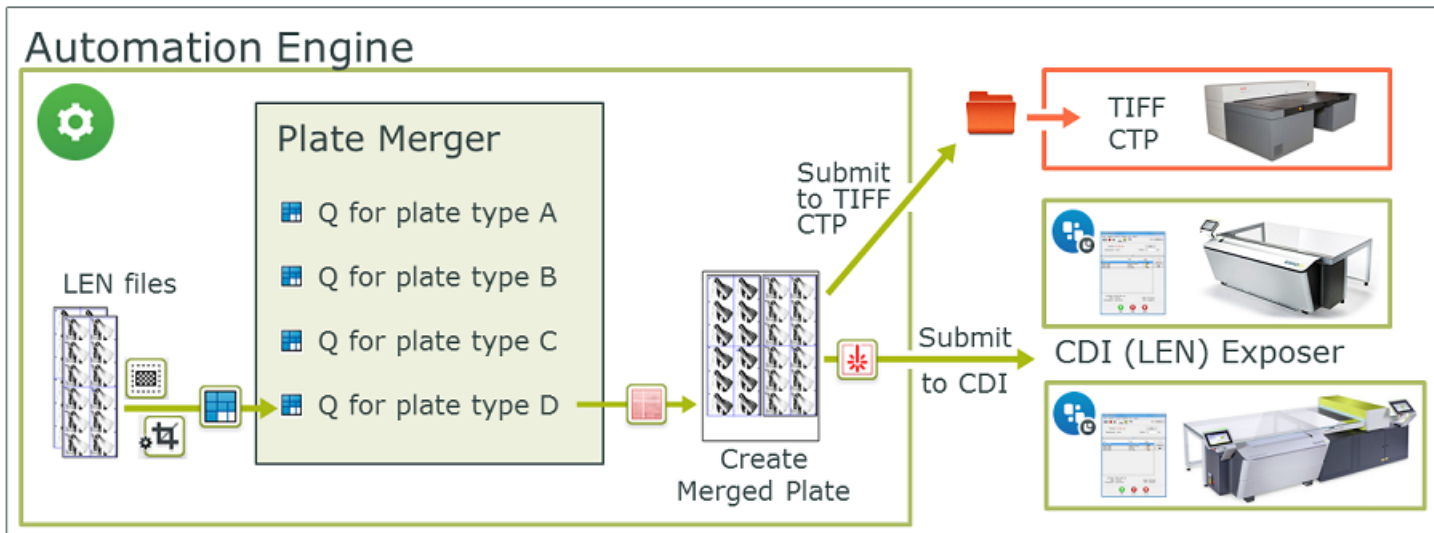 Automation Engine
Plate Merger
Q for plate type A
Q for plate type B
Q for plate type C
Q for plate type D
LEN files
Create
Merged Plate
Submit
to TIFF
CTP
TIFF
CTP
Submit
to CDI
CDI (LEN) Exposer